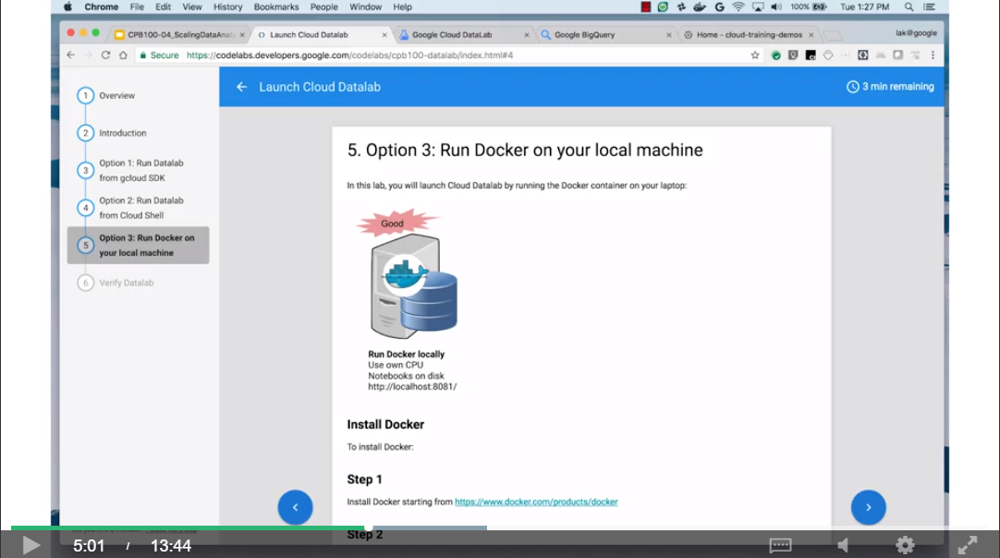 Chrome File Edit View History Bookmarks People Window Help 100% Tue 1:27 PM
CPB100-04_ScalingDataAnaly Launch Cloud Datalab Google Cloud DataLab Google BigQuery Home - cloud-training-demos lak@google
Secure https://codelabs.developers.google.com/codelabs/cpb100-datalab/index.html#4
Launch Cloud Datalab 3 min remaining
1 Overview
2 Introduction
3 Option 1: Run Datalab
from gcloud SDK
4 Option 2: Run Datalab
from Cloud Shell
5 Option 3: Run Docker on
your local machine
6 Verify Datalab
5. Option 3: Run Docker on your local machine
In this lab, you will launch Cloud Datalab by running the Docker container on your laptop:
Good
Run Docker locally
Use own CPU
Notebooks on disk
http://localhost:8081/
Install Docker
To install Docker:
Step 1
Install Docker starting from https://www.docker.com/products/docker
Step 2
5:01 / 13:44